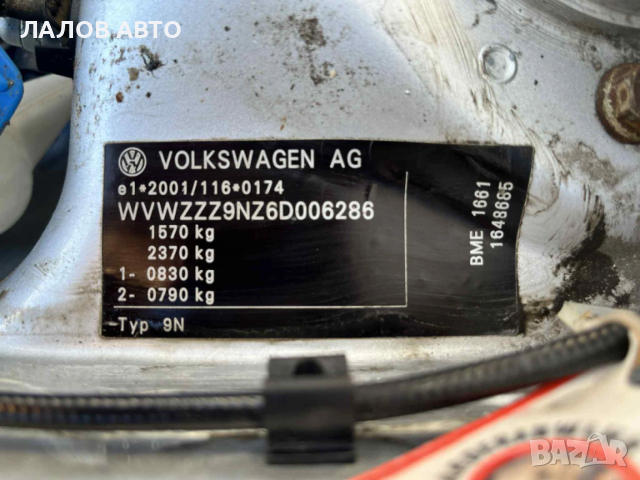 ЛАЛОВ АВТО
VOLKSWAGEN AG
e1*2001/116*0174
WVWZZZ9NZ6D006286
1570 kg
2370 kg
1- 0830 kg
2- 0790 kg
Typ 9N
BME 1661
1648685
BAZAR